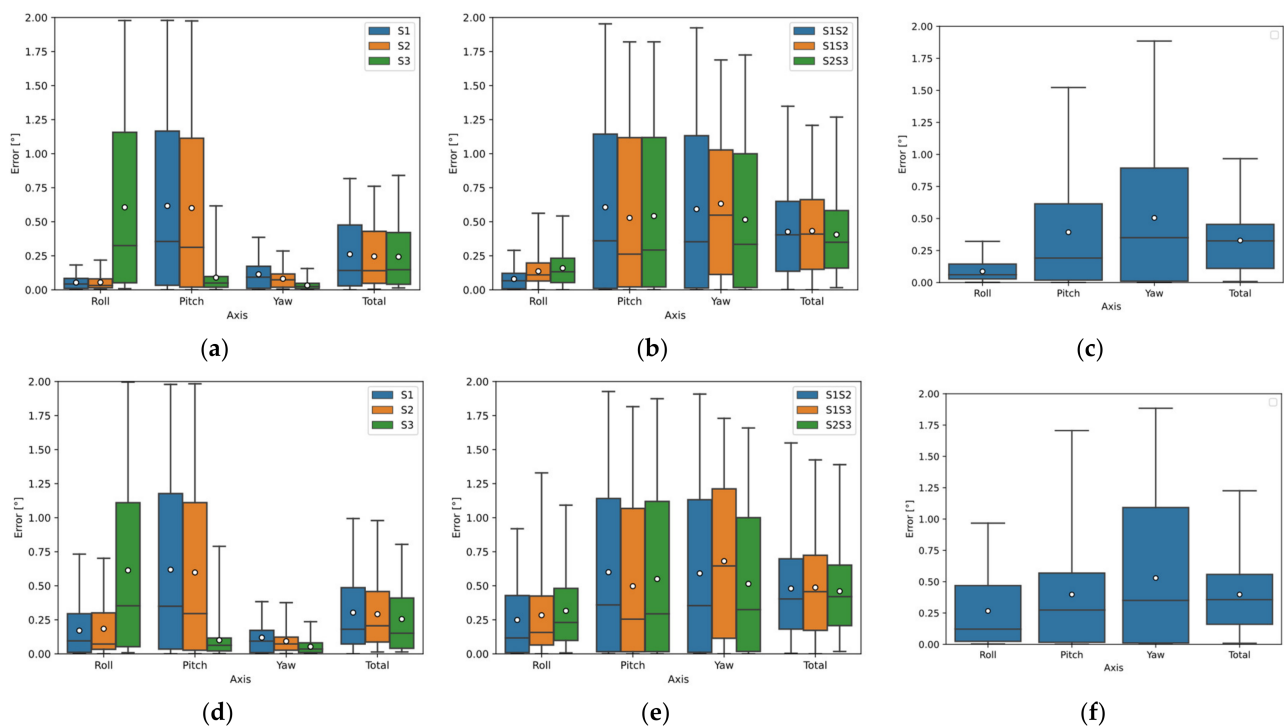 2.00
1.75
1.50
1.25
1.00
0.75
0.50
0.25
0.00
Error [°]
Roll Pitch Yaw Total
Axis
S1
S2
S3
(a)
2.00
1.75
1.50
1.25
1.00
0.75
0.50
0.25
0.00
Error [°]
Roll Pitch Yaw Total
Axis
S1S2
S1S3
S2S3
(b)
2.00
1.75
1.50
1.25
1.00
0.75
0.50
0.25
0.00
Error [°]
Roll Pitch Yaw Total
Axis
(c)
2.00
1.75
1.50
1.25
1.00
0.75
0.50
0.25
0.00
Error [°]
Roll Pitch Yaw Total
Axis
S1
S2
S3
(d)
2.00
1.75
1.50
1.25
1.00
0.75
0.50
0.25
0.00
Error [°]
Roll Pitch Yaw Total
Axis
S1S2
S1S3
S2S3
(e)
2.00
1.75
1.50
1.25
1.00
0.75
0.50
0.25
0.00
Error [°]
Roll Pitch Yaw Total
Axis
(f)